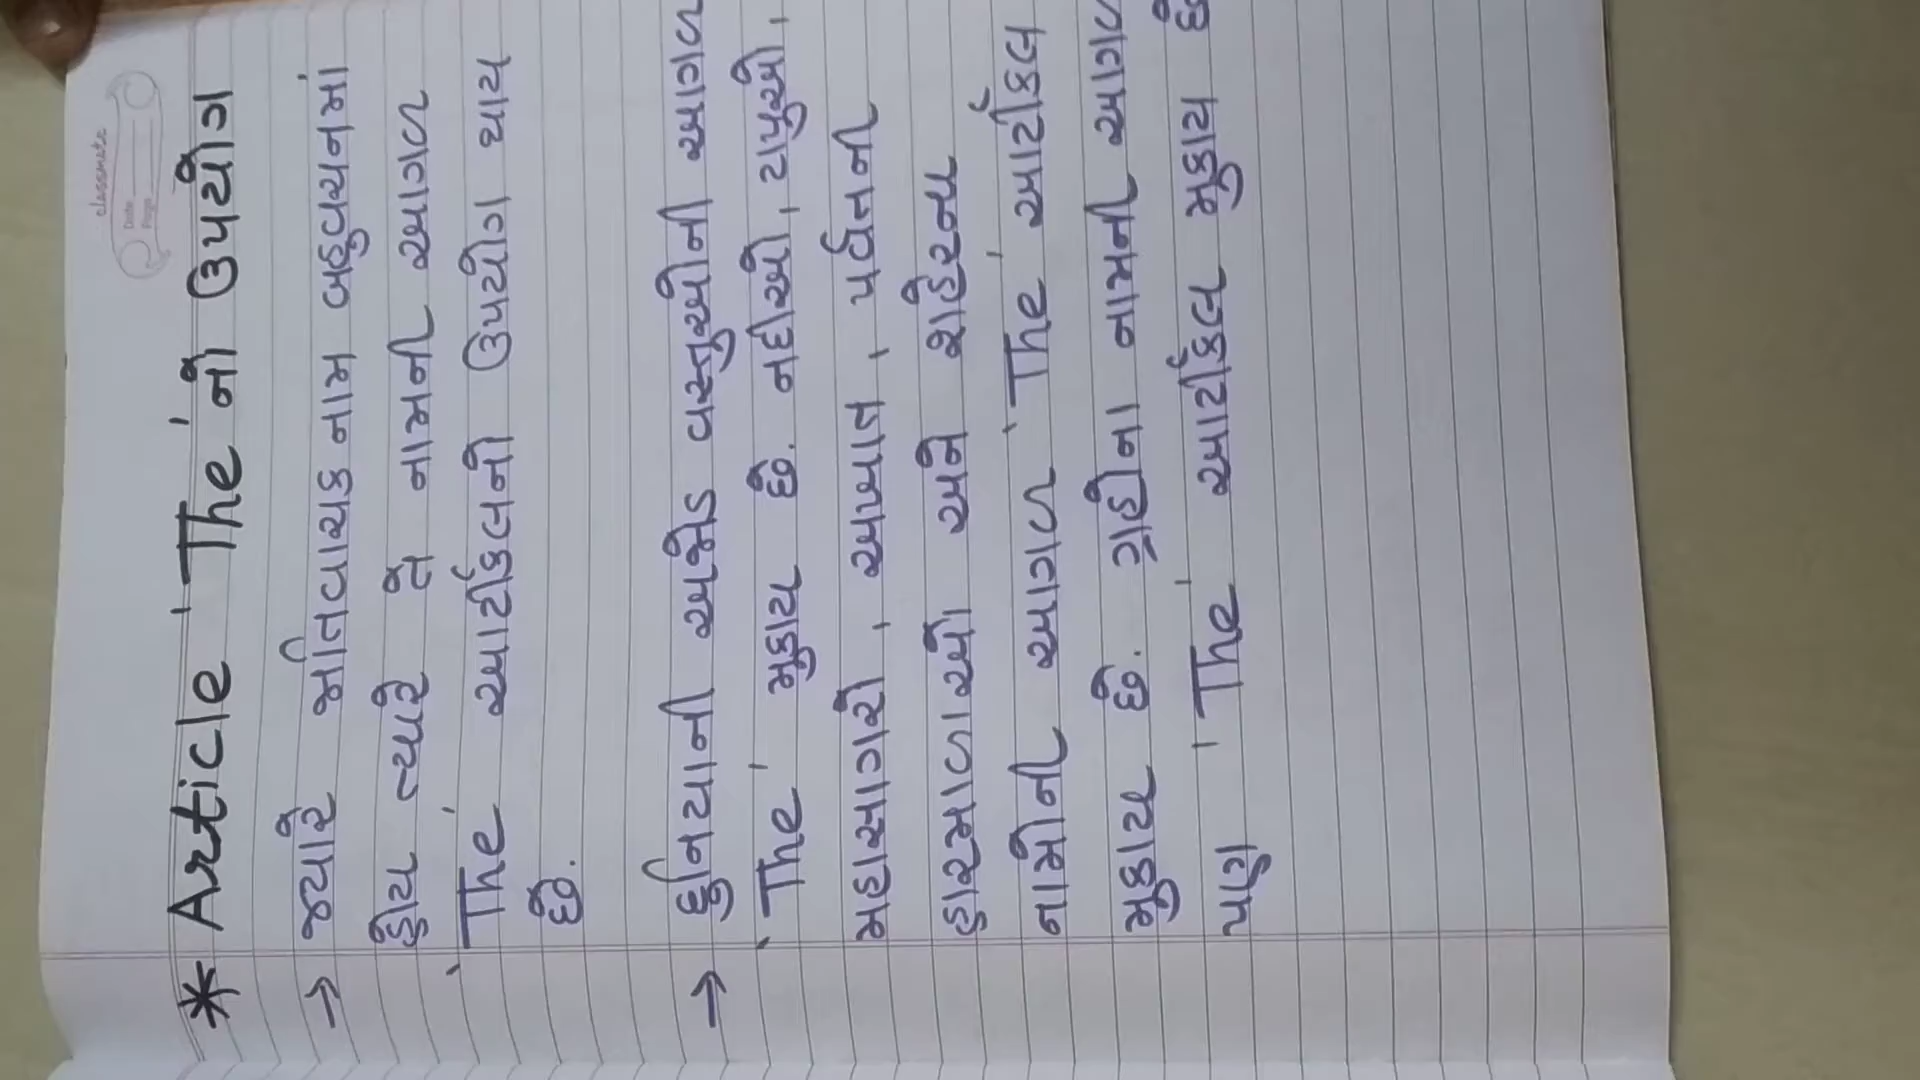 classmate
Date
Page
* Article 'The' નો ઉપયોગ
→ જ્યારે જાતિવાચક નામ બહુવચનમાં
હોય ત્યારે તે નામની આગળ
'The' આર્ટીકલનો ઉપયોગ થાય
છે.
→ દુનિયાની અજોડ વસ્તુઓની આગળ
'The' મુકાય છે. નદીઓ, ટાપુઓ,
મહાસાગરો, અખાત, પર્વતની
હારમાળાઓ અને શહેરના
નામોની આગળ 'The' આર્ટીકલ
મુકાય છે. ગ્રહોના નામની આગળ
પણ 'The' આર્ટીકલ મુકાય છે